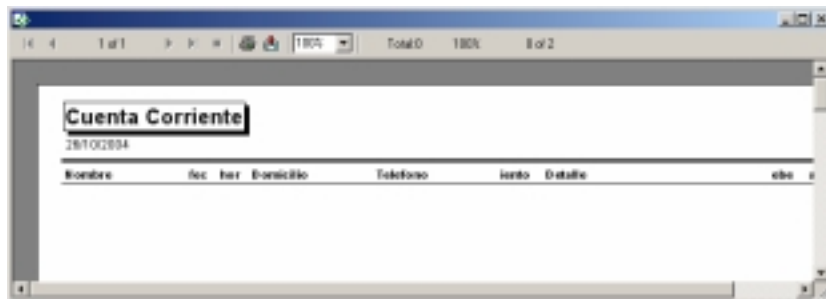 1 of 1 100% Total:0 100% 0 of 2
Cuenta Corriente
28/10/2004
Nombre fec hor Domicilio Telefono iento Detalle ebe